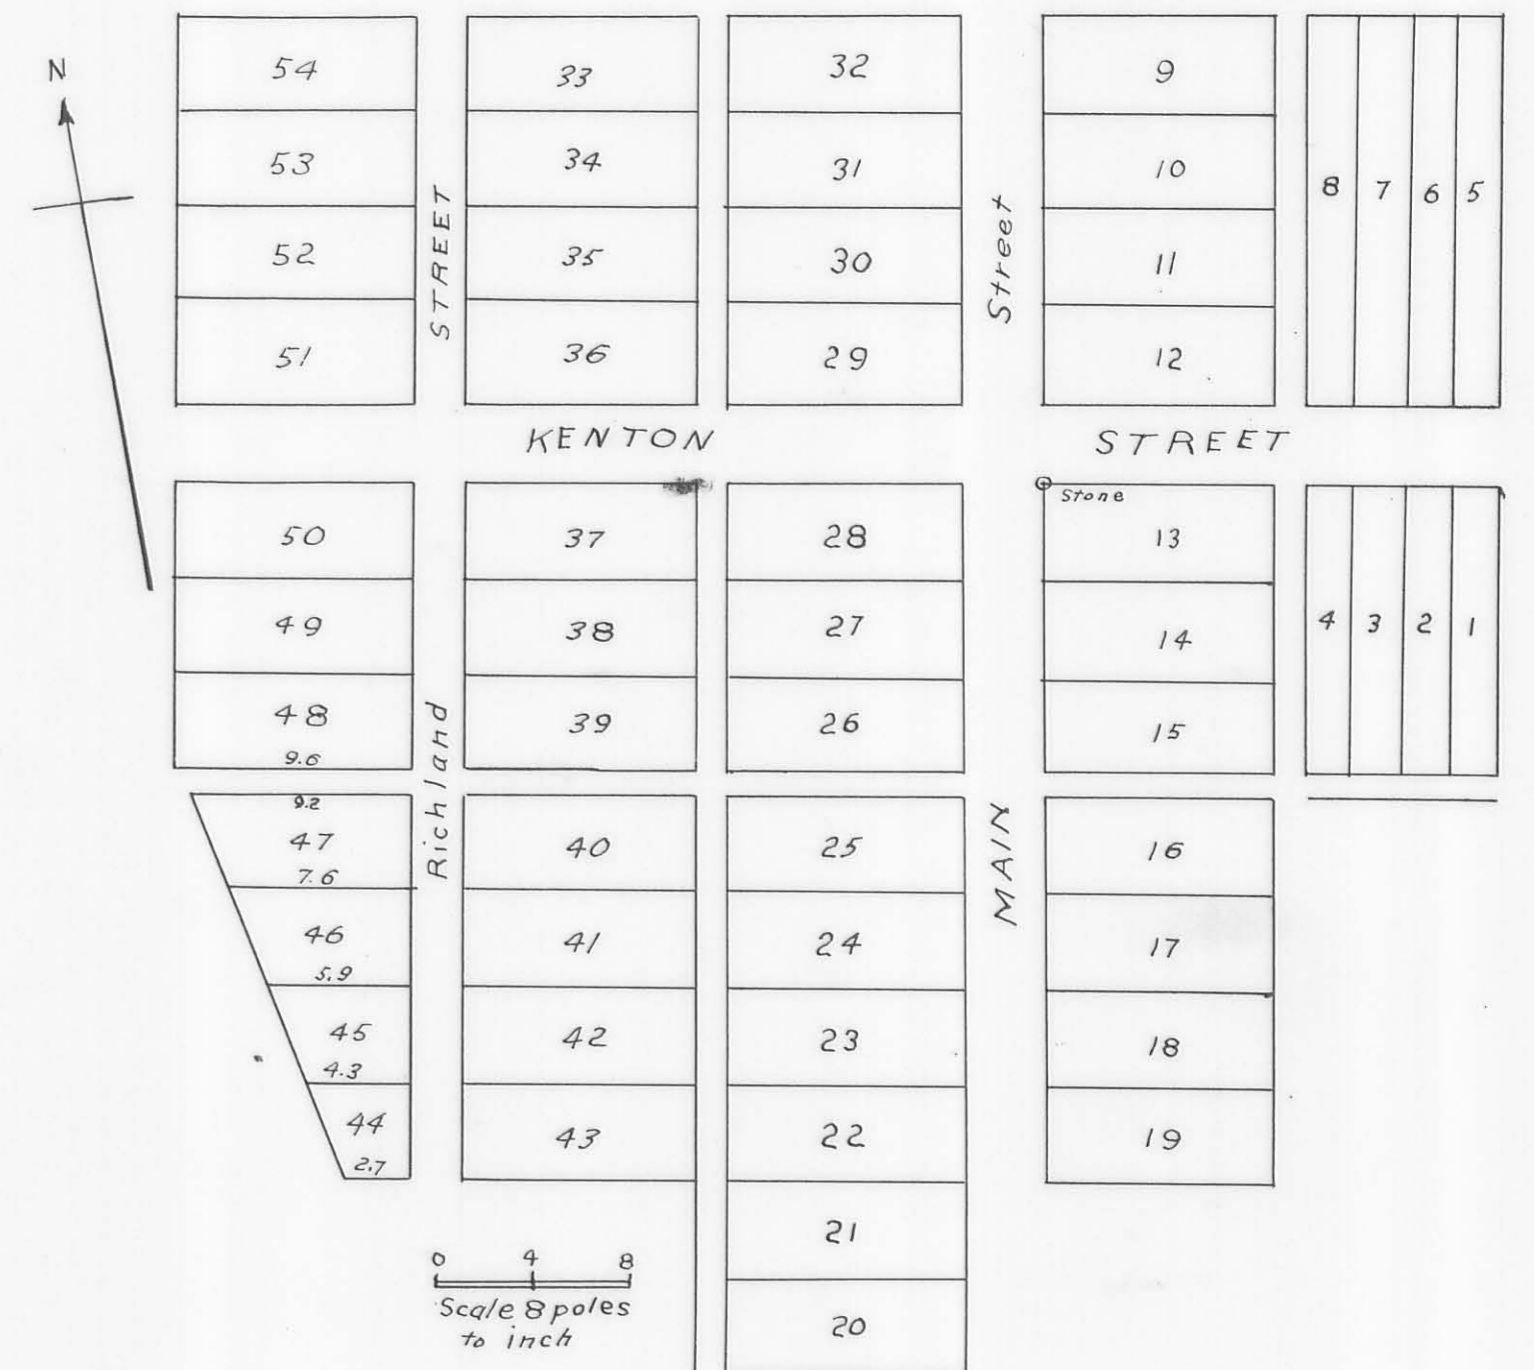 N
54 33 32 9
53 34 31 10 8 7 6 5
52 35 30 11
51 36 29 12
STREET
Street
KENTON STREET
Stone
50 37 28 13
49 38 27 14 4 3 2 1
48 39 26 15
9.6
Richland
MAIN
9.2
47 40 25 16
7.6
46 41 24 17
5.9
45 42 23 18
4.3
44 43 22 19
2.7
21
0 4 8
Scale 8 poles
to inch
20